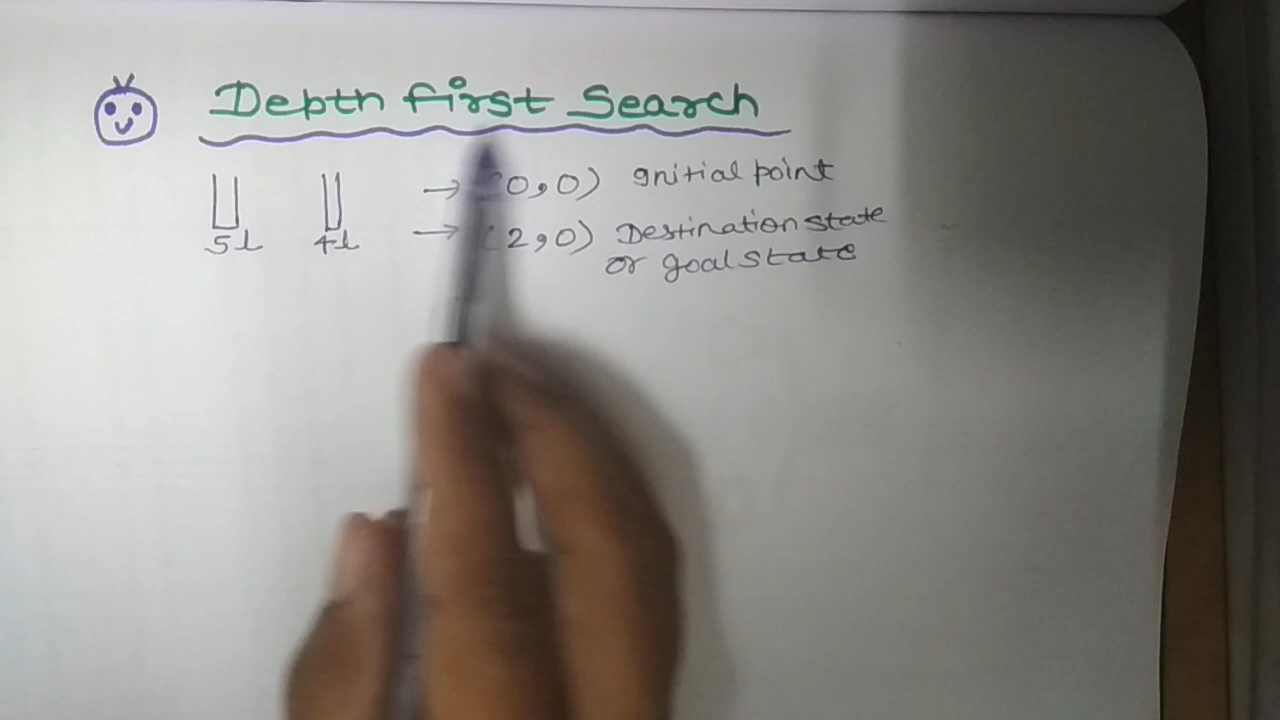 Depth first Search
→ (0,0) Initial point
5l 4l → (2,0) Destination state
or goal state